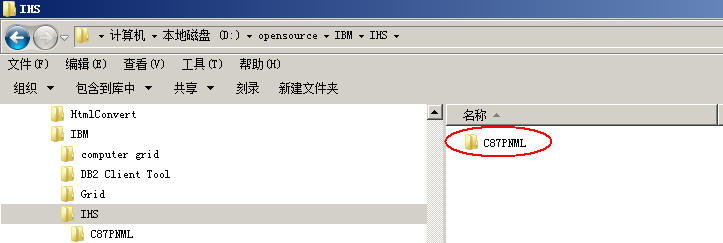 IHS
计算机 本地磁盘 (D:) opensource IBM IHS
文件(F) 编辑(E) 查看(V) 工具(T) 帮助(H)
组织 包含到库中 共享 刻录 新建文件夹
HtmlConvert
IBM
computer grid
DB2 Client Tool
Grid
IHS
C87PNML
名称
C87PNML